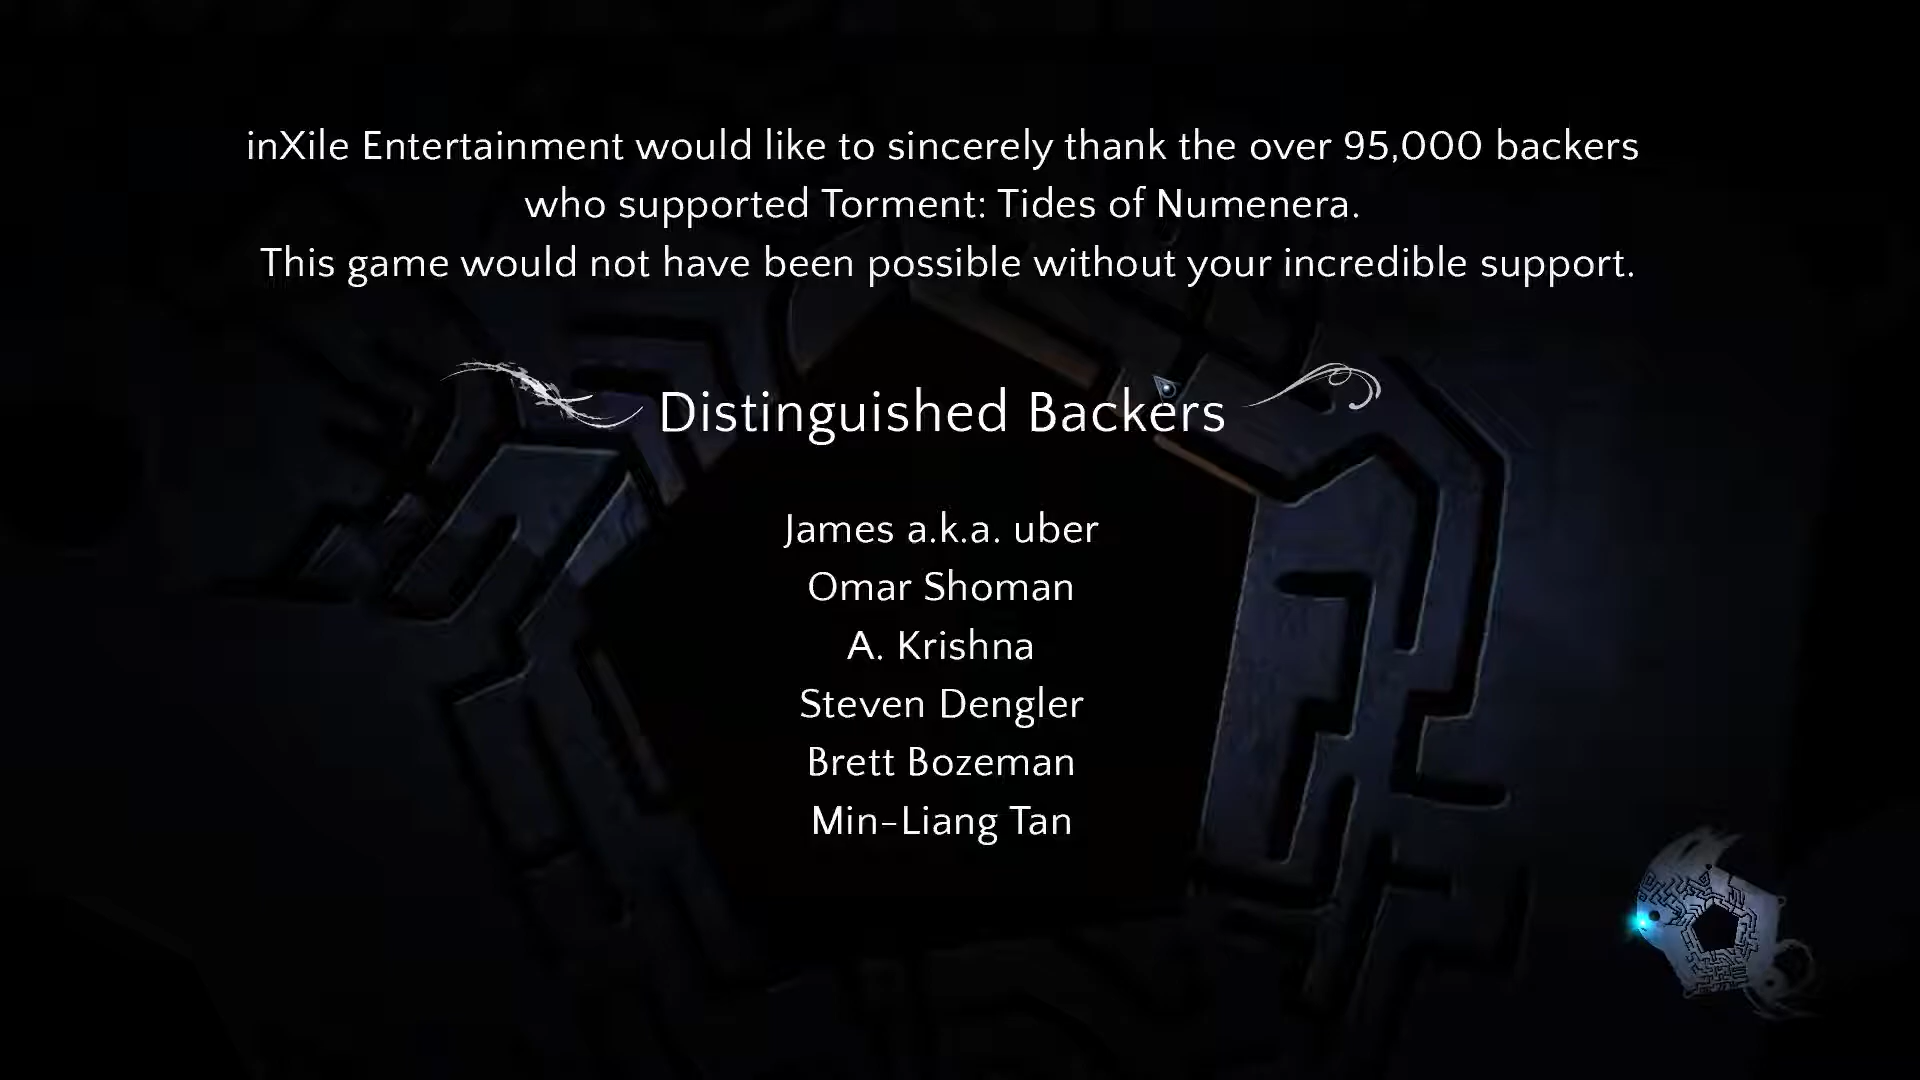 inXile Entertainment would like to sincerely thank the over 95,000 backers
who supported Torment: Tides of Numenera.
This game would not have been possible without your incredible support.
Distinguished Backers
James a.k.a. uber
Omar Shoman
A. Krishna
Steven Dengler
Brett Bozeman
Min-Liang Tan